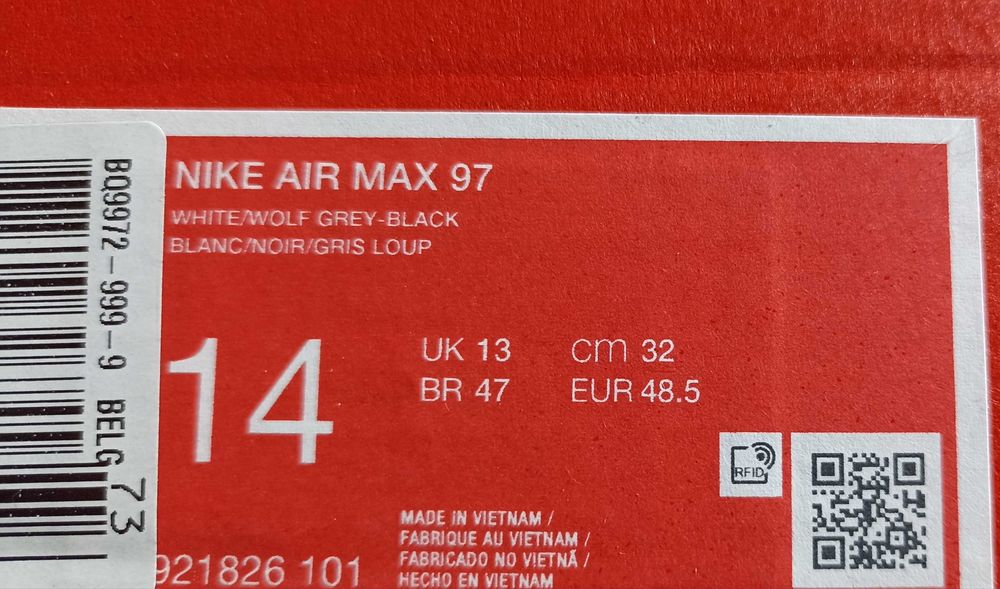 BQ9972-999-9 BELG 73
NIKE AIR MAX 97
WHITE/WOLF GREY-BLACK
BLANC/NOIR/GRIS LOUP
14
UK 13
cm 32
BR 47
EUR 48.5
RFID
921826 101
MADE IN VIETNAM /
FABRIQUE AU VIETNAM /
FABRICADO NO VIETNÃ /
HECHO EN VIETNAM